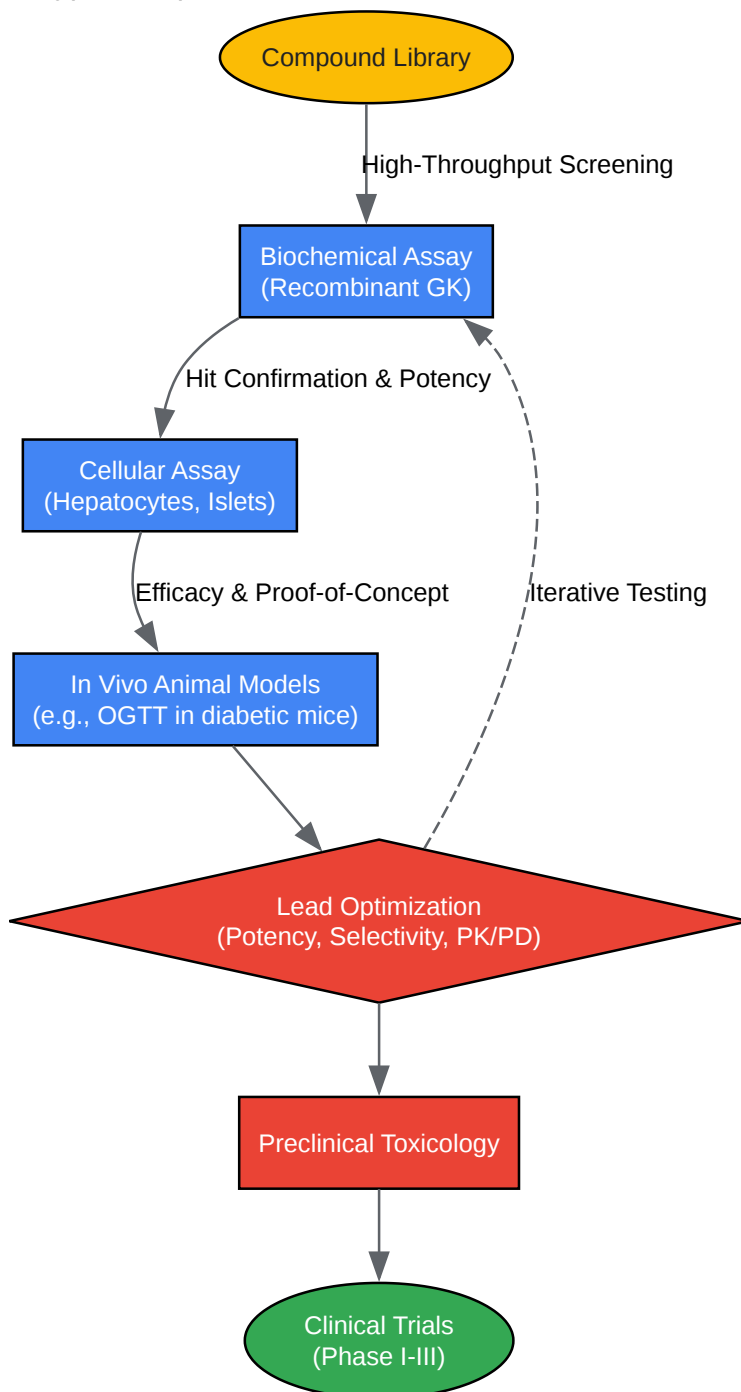 Compound Library
High-Throughput Screening
Biochemical Assay
(Recombinant GK)
Hit Confirmation & Potency
Cellular Assay
(Hepatocytes, Islets)
Efficacy & Proof-of-Concept
Iterative Testing
In Vivo Animal Models
(e.g., OGTT in diabetic mice)
Lead Optimization
(Potency, Selectivity, PK/PD)
Preclinical Toxicology
Clinical Trials
(Phase I-III)